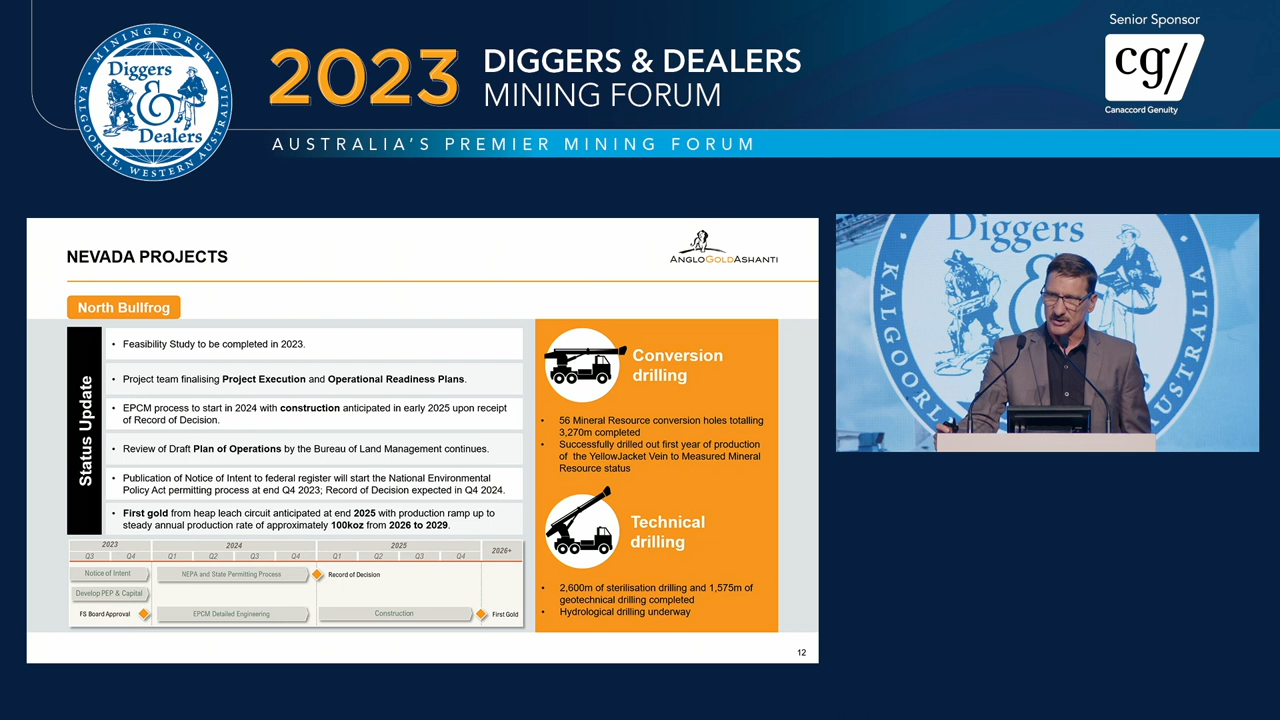 MINING FORUM
Diggers
&
Dealers
KALGOORLIE, WESTERN AUSTRALIA
2023
DIGGERS & DEALERS
MINING FORUM
AUSTRALIA'S PREMIER MINING FORUM
Senior Sponsor
cg/
Canaccord Genuity
NEVADA PROJECTS
ANGLOGOLDASHANTI
North Bullfrog
Status Update
• Feasibility Study to be completed in 2023.
• Project team finalising Project Execution and Operational Readiness Plans.
• EPCM process to start in 2024 with construction anticipated in early 2025 upon receipt
of Record of Decision.
• Review of Draft Plan of Operations by the Bureau of Land Management continues.
• Publication of Notice of Intent to federal register will start the National Environmental
Policy Act permitting process at end Q4 2023; Record of Decision expected in Q4 2024.
• First gold from heap leach circuit anticipated at end 2025 with production ramp up to
steady annual production rate of approximately 100koz from 2026 to 2029.
2023 2024 2025 2026+
Q3 Q4 Q1 Q2 Q3 Q4 Q1 Q2 Q3 Q4
Notice of Intent NEPA and State Permitting Process Record of Decision
Develop PEP & Capital
FS Board Approval EPCM Detailed Engineering Construction First Gold
Conversion
drilling
• 56 Mineral Resource conversion holes totalling
3,270m completed
• Successfully drilled out first year of production
of the YellowJacket Vein to Measured Mineral
Resource status
Technical
drilling
• 2,600m of sterilisation drilling and 1,575m of
geotechnical drilling completed
• Hydrological drilling underway
12
Diggers
&
KALGOORL
AUSTRALIA